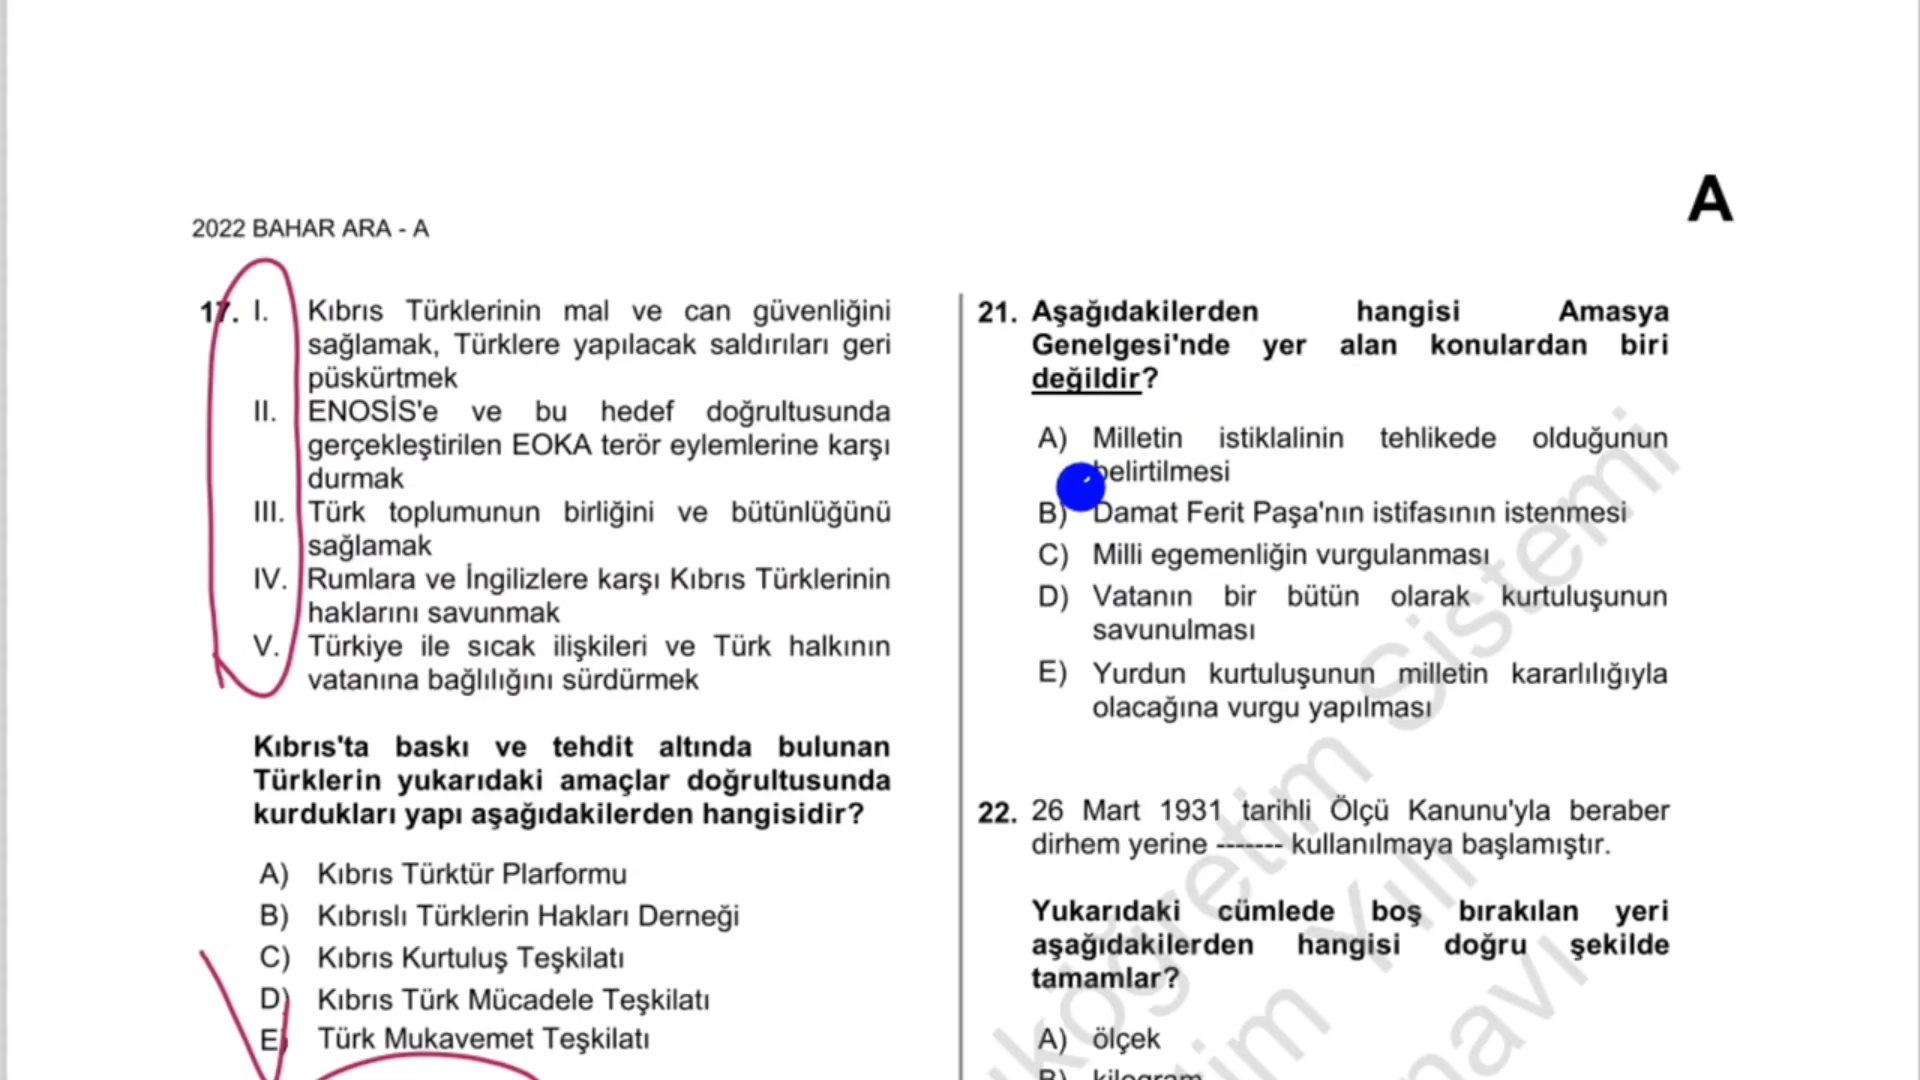 A
2022 BAHAR ARA - A
17. I. Kıbrıs Türklerinin mal ve can güvenliğini
sağlamak, Türklere yapılacak saldırıları geri
püskürtmek
II. ENOSİS'e ve bu hedef doğrultusunda
gerçekleştirilen EOKA terör eylemlerine karşı
durmak
III. Türk toplumunun birliğini ve bütünlüğünü
sağlamak
IV. Rumlara ve İngilizlere karşı Kıbrıs Türklerinin
haklarını savunmak
V. Türkiye ile sıcak ilişkileri ve Türk halkının
vatanına bağlılığını sürdürmek
Kıbrıs'ta baskı ve tehdit altında bulunan
Türklerin yukarıdaki amaçlar doğrultusunda
kurdukları yapı aşağıdakilerden hangisidir?
A) Kıbrıs Türktür Plarformu
B) Kıbrıslı Türklerin Hakları Derneği
C) Kıbrıs Kurtuluş Teşkilatı
D) Kıbrıs Türk Mücadele Teşkilatı
E) Türk Mukavemet Teşkilatı
21. Aşağıdakilerden hangisi Amasya
Genelgesi'nde yer alan konulardan biri
değildir?
A) Milletin istiklalinin tehlikede olduğunun
belirtilmesi
B) Damat Ferit Paşa'nın istifasının istenmesi
C) Milli egemenliğin vurgulanması
D) Vatanın bir bütün olarak kurtuluşunun
savunulması
E) Yurdun kurtuluşunun milletin kararlılığıyla
olacağına vurgu yapılması
22. 26 Mart 1931 tarihli Ölçü Kanunu'yla beraber
dirhem yerine ------- kullanılmaya başlamıştır.
Yukarıdaki cümlede boş bırakılan yeri
aşağıdakilerden hangisi doğru şekilde
tamamlar?
A) ölçek
B) kilogram
köğretim Sistemi
tim Yılı
navı